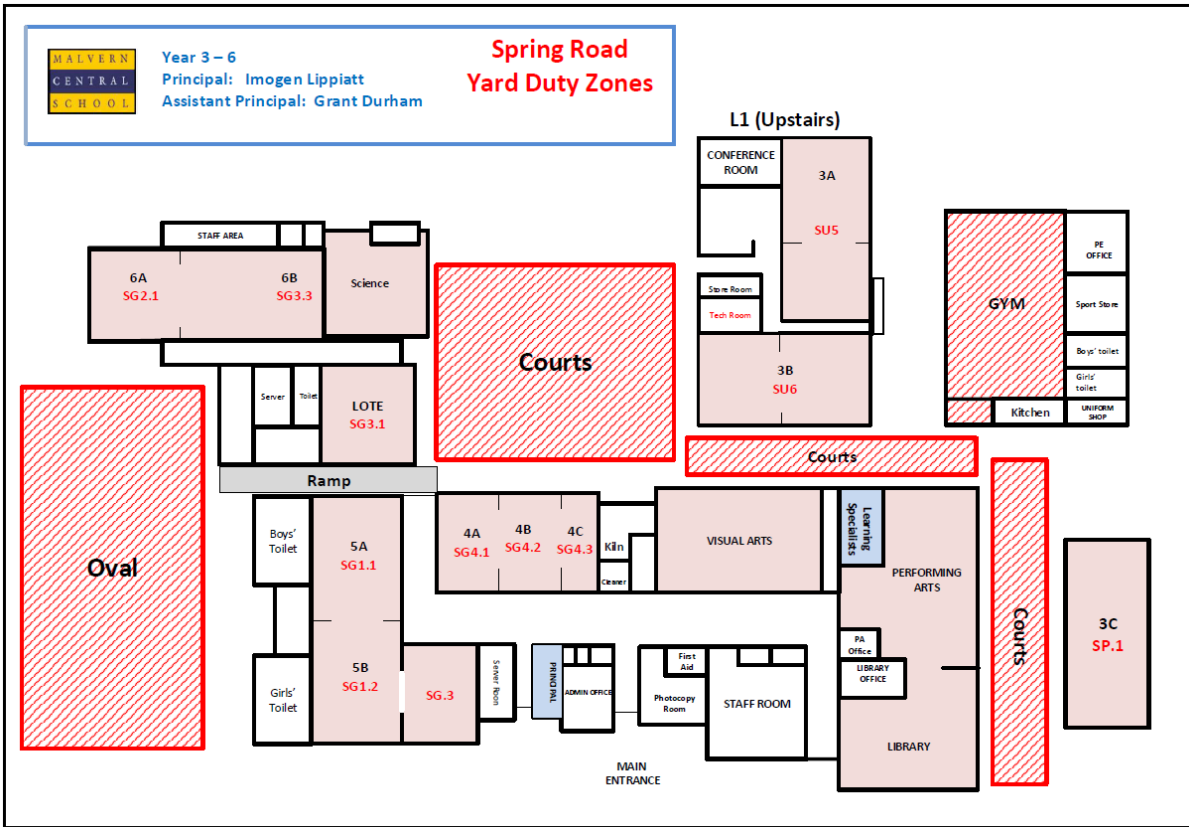 MALVERN
CENTRAL
SCHOOL
Year 3 – 6
Principal: Imogen Lippiatt
Assistant Principal: Grant Durham
Spring Road
Yard Duty Zones
L1 (Upstairs)
CONFERENCE
ROOM
3A
SU5
Store Room
Tech Room
3B
SU6
STAFF AREA
6A
SG2.1
6B
SG3.3
Science
Courts
GYM
PE
OFFICE
Sport Store
Boys' toilet
Girls'
toilet
Kitchen
UNIFORM
SHOP
Server
Toilet
LOTE
SG3.1
Courts
Ramp
Oval
Boys'
Toilet
5A
SG1.1
4A
SG4.1
4B
SG4.2
4C
SG4.3
Kiln
Cleaner
VISUAL ARTS
Learning
Specialists
PERFORMING
ARTS
Courts
3C
SP.1
Girls'
Toilet
5B
SG1.2
SG.3
Server Roon
PRINCIPAL
ADMIN OFFICE
First
Aid
Photocopy
Room
STAFF ROOM
PA
Office
LIBRARY
OFFICE
LIBRARY
MAIN
ENTRANCE